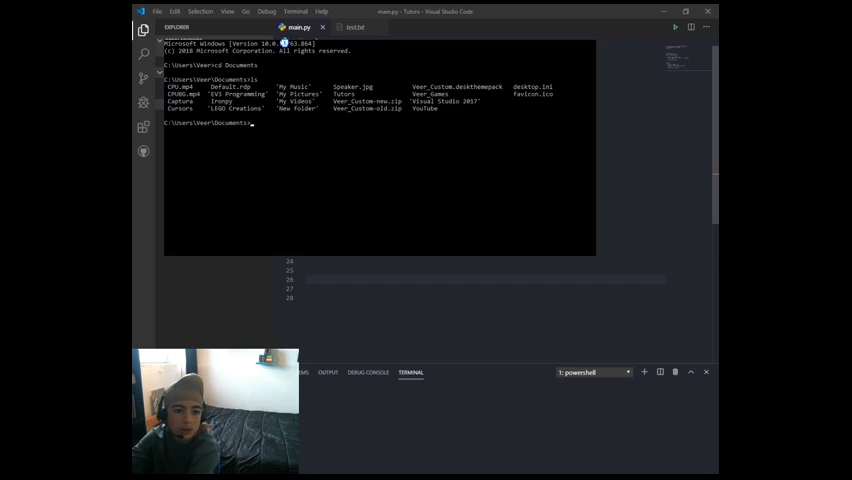 File Edit Selection View Go Debug Terminal Help main.py - Tutors - Visual Studio Code
EXPLORER main.py test.txt
Microsoft Windows [Version 10.0. 63.864]
(c) 2018 Microsoft Corporation. All rights reserved.
C:\Users\Veer>cd Documents
C:\Users\Veer\Documents>ls
CPU.mp4 Default.rdp 'My Music' Speaker.jpg Veer_Custom.deskthemepack desktop.ini
CPUBG.mp4 'EV3 Programming' 'My Pictures' Tutors Veer_Games favicon.ico
Captura Ironpy 'My Videos' Veer_Custom-new.zip 'Visual Studio 2017'
Cursors 'LEGO Creations' 'New folder' Veer_Custom-old.zip YouTube
C:\Users\Veer\Documents>
24
25
26
27
28
EMS OUTPUT DEBUG CONSOLE TERMINAL 1: powershell